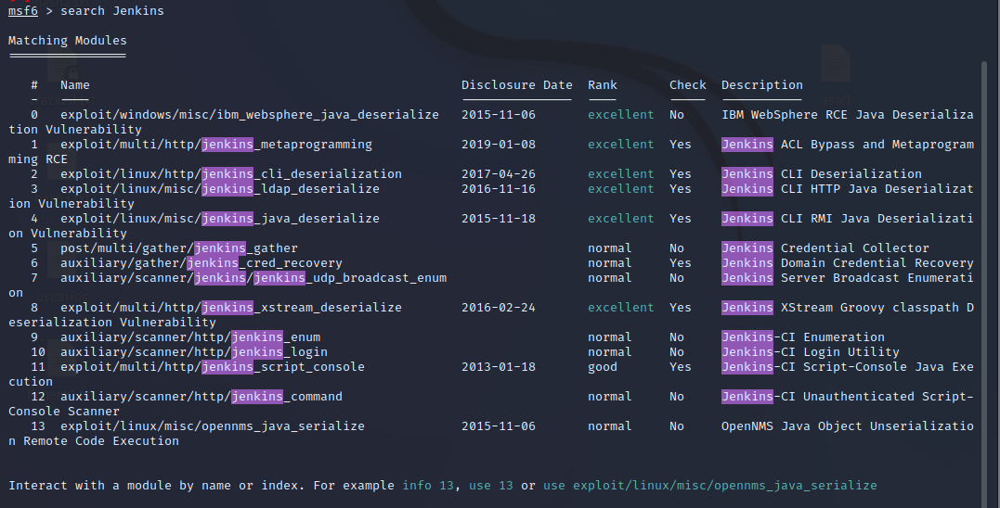 msf6 > search Jenkins
Matching Modules
================
# Name Disclosure Date Rank Check Description
- ---- --------------- ---- ----- -----------
0 exploit/windows/misc/ibm_websphere_java_deserialize 2015-11-06 excellent No IBM WebSphere RCE Java Deserializa
tion Vulnerability
1 exploit/multi/http/jenkins_metaprogramming 2019-01-08 excellent Yes Jenkins ACL Bypass and Metaprogram
ming RCE
2 exploit/linux/http/jenkins_cli_deserialization 2017-04-26 excellent Yes Jenkins CLI Deserialization
3 exploit/linux/misc/jenkins_ldap_deserialize 2016-11-16 excellent Yes Jenkins CLI HTTP Java Deserializat
ion Vulnerability
4 exploit/linux/misc/jenkins_java_deserialize 2015-11-18 excellent Yes Jenkins CLI RMI Java Deserializati
on Vulnerability
5 post/multi/gather/jenkins_gather normal No Jenkins Credential Collector
6 auxiliary/gather/jenkins_cred_recovery normal Yes Jenkins Domain Credential Recovery
7 auxiliary/scanner/jenkins/jenkins_udp_broadcast_enum normal No Jenkins Server Broadcast Enumerati
on
8 exploit/multi/http/jenkins_xstream_deserialize 2016-02-24 excellent Yes Jenkins XStream Groovy classpath D
eserialization Vulnerability
9 auxiliary/scanner/http/jenkins_enum normal No Jenkins-CI Enumeration
10 auxiliary/scanner/http/jenkins_login normal No Jenkins-CI Login Utility
11 exploit/multi/http/jenkins_script_console 2013-01-18 good Yes Jenkins-CI Script-Console Java Exe
cution
12 auxiliary/scanner/http/jenkins_command normal No Jenkins-CI Unauthenticated Script-
Console Scanner
13 exploit/linux/misc/opennms_java_serialize 2015-11-06 normal No OpenNMS Java Object Unserializatio
n Remote Code Execution
Interact with a module by name or index. For example info 13, use 13 or use exploit/linux/misc/opennms_java_serialize